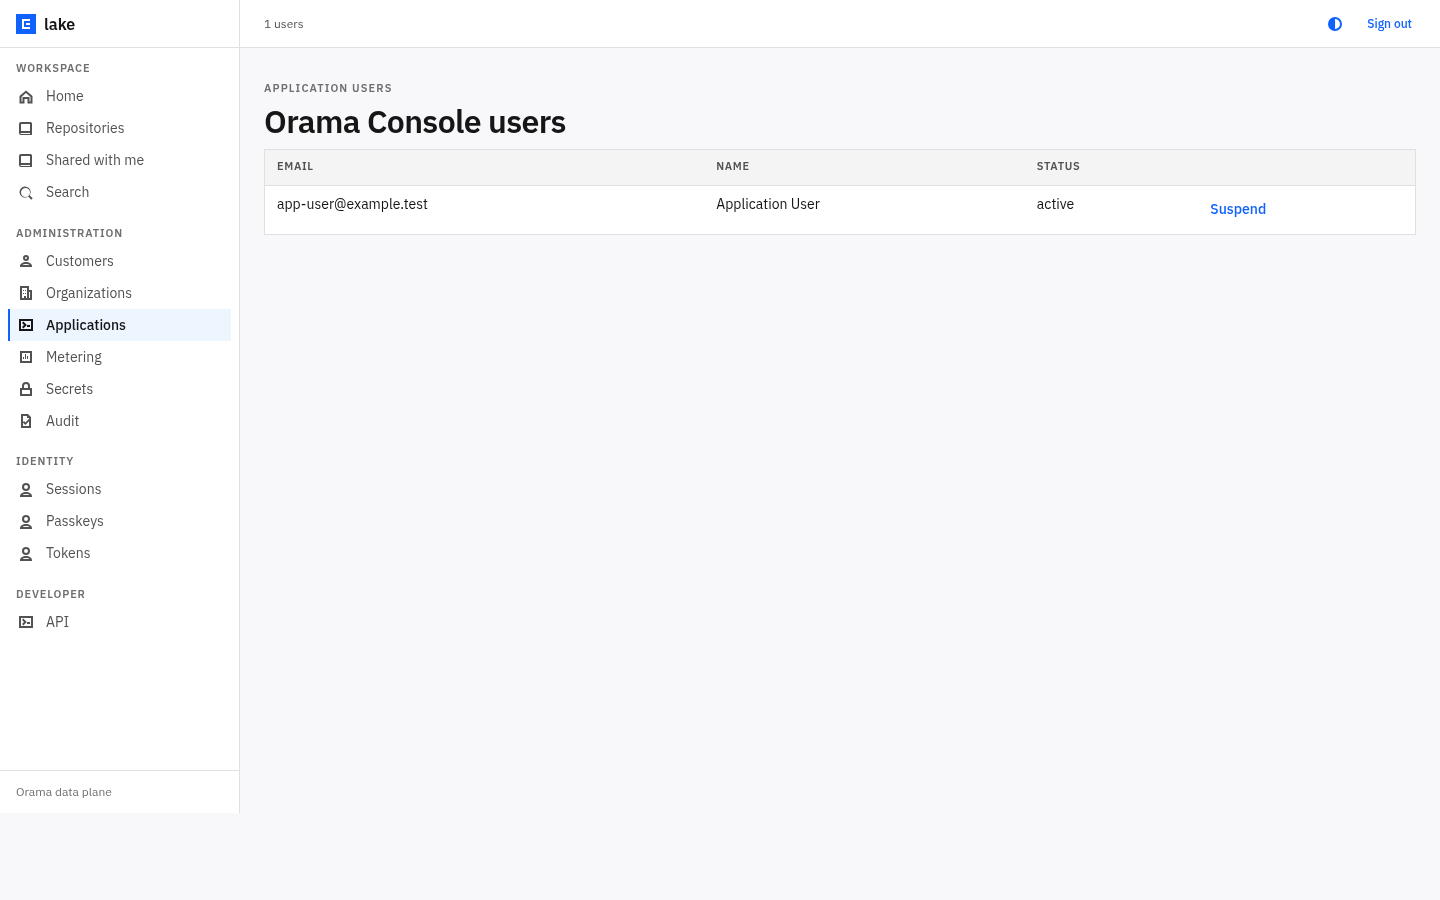 lake
1 users
Sign out
WORKSPACE
Home
Repositories
Shared with me
Search
ADMINISTRATION
Customers
Organizations
Applications
Metering
Secrets
Audit
IDENTITY
Sessions
Passkeys
Tokens
DEVELOPER
API
Orama data plane
APPLICATION USERS
Orama Console users
EMAIL NAME STATUS
app-user@example.test Application User active Suspend